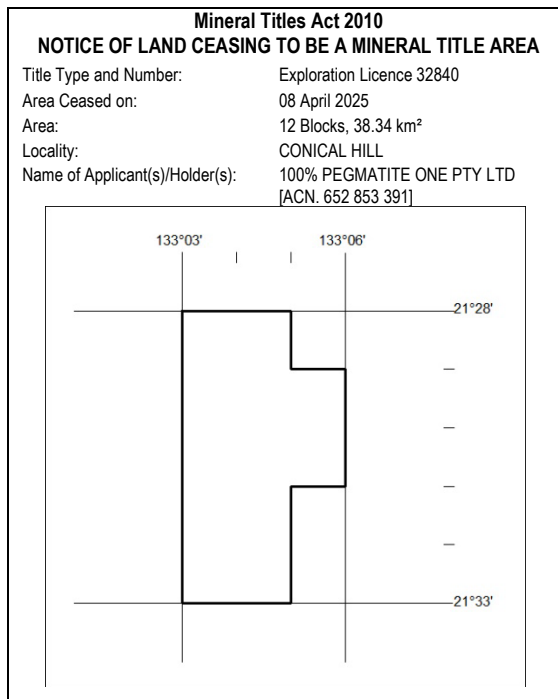 Mineral Titles Act 2010
NOTICE OF LAND CEASING TO BE A MINERAL TITLE AREA
Title Type and Number: Exploration Licence 32840
Area Ceased on: 08 April 2025
Area: 12 Blocks, 38.34 km²
Locality: CONICAL HILL
Name of Applicant(s)/Holder(s): 100% PEGMATITE ONE PTY LTD
[ACN. 652 853 391]
133°03' 133°06'
21°28'
21°33'